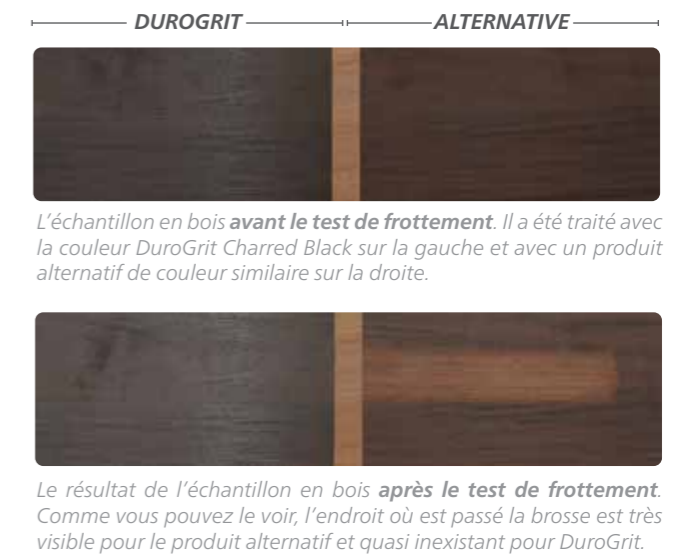 DUROGRIT ALTERNATIVE
L'échantillon en bois avant le test de frottement. Il a été traité avec
la couleur DuroGrit Charred Black sur la gauche et avec un produit
alternatif de couleur similaire sur la droite.
Le résultat de l'échantillon en bois après le test de frottement.
Comme vous pouvez le voir, l'endroit où est passé la brosse est très
visible pour le produit alternatif et quasi inexistant pour DuroGrit.